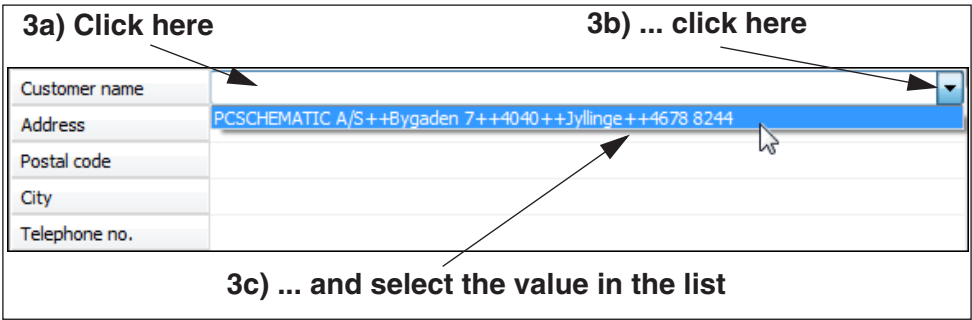 3a) Click here
3b) ... click here
Customer name
Address
PCSCHEMATIC A/S++Bygaden 7++4040++Jyllinge++4678 8244
Postal code
City
Telephone no.
3c) ... and select the value in the list